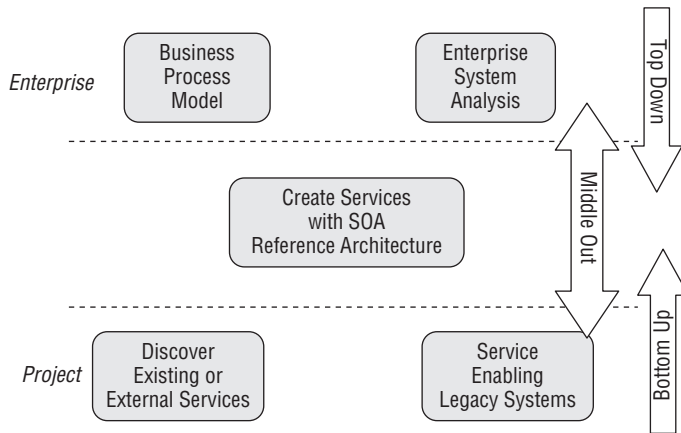 Enterprise
Business
Process
Model
Enterprise
System
Analysis
Top Down
Create Services
with SOA
Reference Architecture
Middle Out
Project
Discover
Existing or
External Services
Service
Enabling
Legacy Systems
Bottom Up